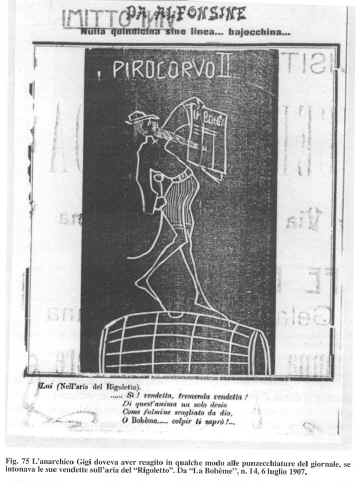 DA ALFONSINE
Nulla quindicina sine linea... bajocchina...
PIROCORVO II
Lui (Nell'aria del Rigoletto).
..... Sì! vendetta, tremenda vendetta!
Di quest'anima un solo desio
Come fulmine scagliato da dio,
O Bohème..... colpir ti saprò!...
Fig. 75 L'anarchico Gigi doveva aver reagito in qualche modo alle punzecchiature del giornale, se
intonava le sue vendette sull'aria del "Rigoletto". Da "La Bohème", n. 14, 6 luglio 1907.